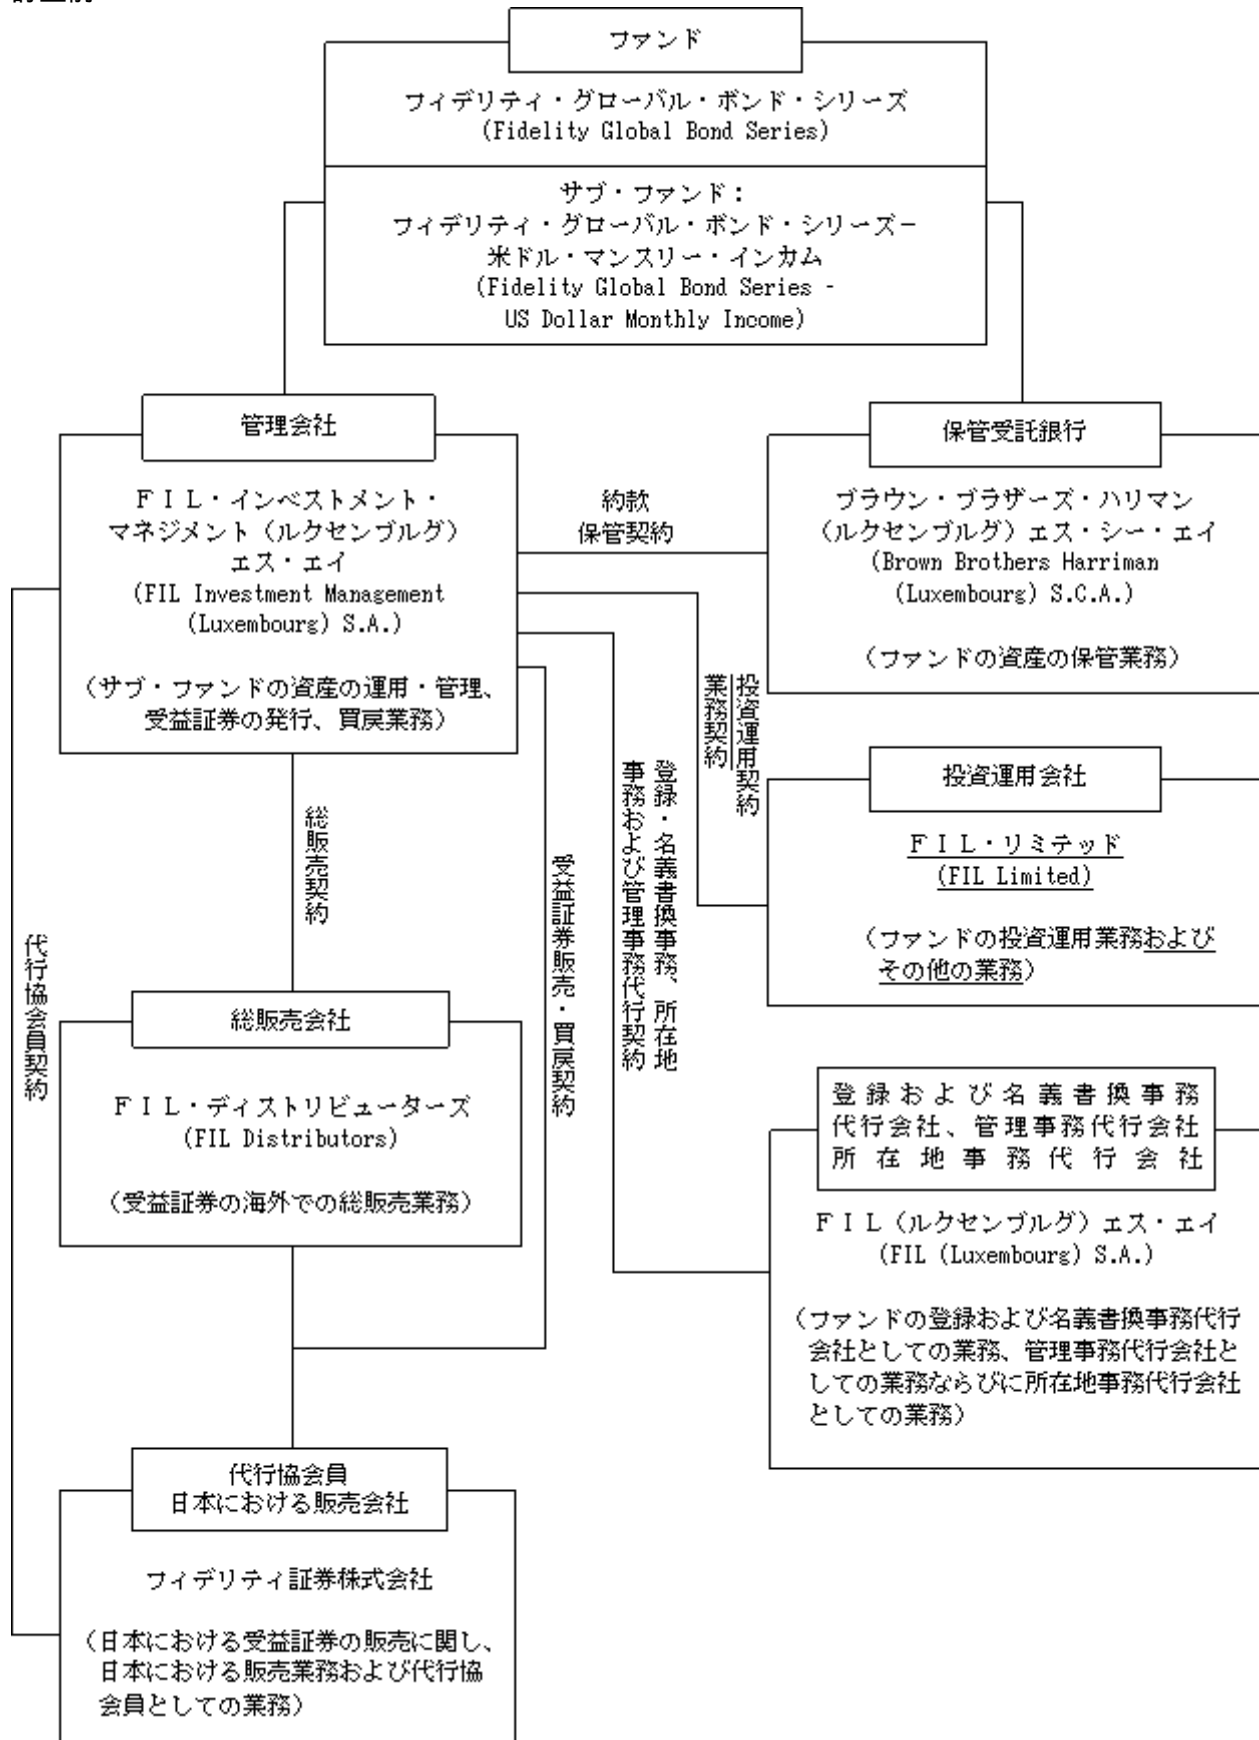 ファンド
フィデリティ・グローバル・ボンド・シリーズ
(Fidelity Global Bond Series)
サブ・ファンド：
フィデリティ・グローバル・ボンド・シリーズ－
米ドル・マンスリー・インカム
(Fidelity Global Bond Series -
US Dollar Monthly Income)
管理会社
ＦＩＬ・インベストメント・
マネジメント（ルクセンブルグ）
エス・エイ
(FIL Investment Management
(Luxembourg) S.A.)
（サブ・ファンドの資産の運用・管理、
受益証券の発行、買戻業務）
約款
保管契約
保管受託銀行
ブラウン・ブラザーズ・ハリマン
（ルクセンブルグ）エス・シー・エイ
(Brown Brothers Harriman
(Luxembourg) S.C.A.)
（ファンドの資産の保管業務）
投資運用契約
業務契約
投資運用会社
ＦＩＬ・リミテッド
(FIL Limited)
（ファンドの投資運用業務および
その他の業務）
登録・名義書換事務、所在地
事務および管理事務代行契約
受益証券販売・買戻契約
総販売契約
代行協会員契約
総販売会社
ＦＩＬ・ディストリビューターズ
(FIL Distributors)
（受益証券の海外での総販売業務）
登録および名義書換事務
代行会社、管理事務代行会社
所在地事務代行会社
ＦＩＬ（ルクセンブルグ）エス・エイ
(FIL (Luxembourg) S.A.)
（ファンドの登録および名義書換事務代行
会社としての業務、管理事務代行会社と
しての業務ならびに所在地事務代行会社
としての業務）
代行協会員
日本における販売会社
フィデリティ証券株式会社
（日本における受益証券の販売に関し、
日本における販売業務および代行協
会員としての業務）